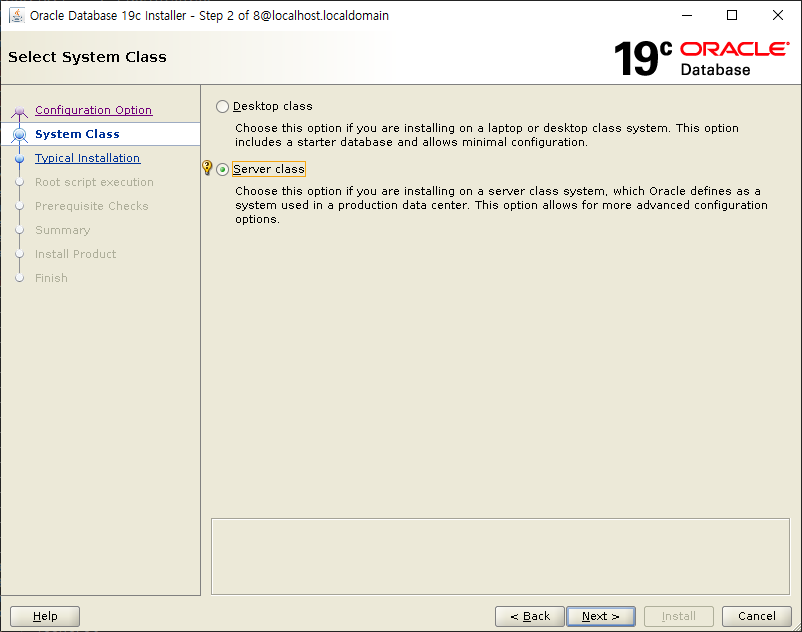 Oracle Database 19c Installer - Step 2 of 8@localhost.localdomain
Select System Class
19c ORACLE
Database
Configuration Option
System Class
Typical Installation
Root script execution
Prerequisite Checks
Summary
Install Product
Finish
Desktop class
Choose this option if you are installing on a laptop or desktop class system. This option
includes a starter database and allows minimal configuration.
Server class
Choose this option if you are installing on a server class system, which Oracle defines as a
system used in a production data center. This option allows for more advanced configuration
options.
Help
< Back
Next >
Install
Cancel